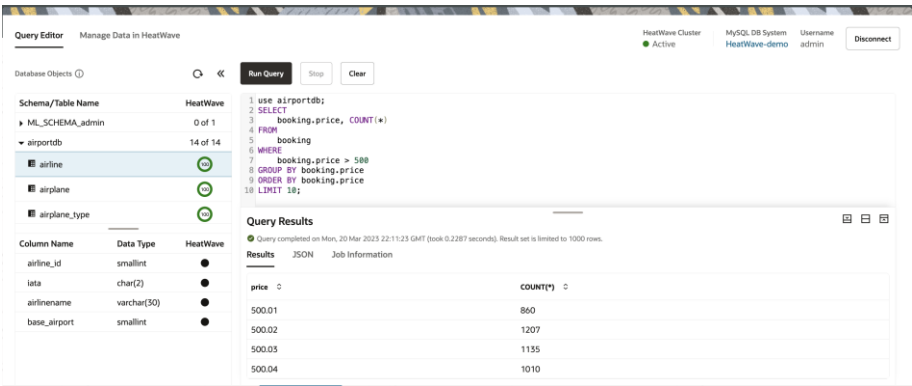 Query Editor Manage Data in HeatWave
HeatWave Cluster MySQL DB System Username
Active HeatWave-demo admin
Disconnect
Database Objects
Schema/Table Name HeatWave
ML_SCHEMA_admin 0 of 1
airportdb 14 of 14
airline 100
airplane 100
airplane_type 100
Column Name Data Type HeatWave
airline_id smallint
iata char(2)
airlinename varchar(30)
base_airport smallint
Run Query Stop Clear
1 use airportdb;
2 SELECT
3 booking.price, COUNT(*)
4 FROM
5 booking
6 WHERE
7 booking.price > 500
8 GROUP BY booking.price
9 ORDER BY booking.price
10 LIMIT 10;
Query Results
Query completed on Mon, 20 Mar 2023 22:11:23 GMT (took 0.2287 seconds). Result set is limited to 1000 rows.
Results JSON Job Information
price COUNT(*)
500.01 860
500.02 1207
500.03 1135
500.04 1010